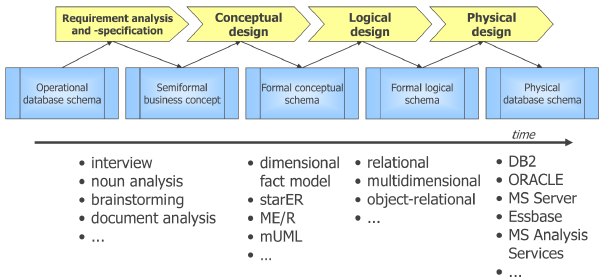 Requirement analysis
and -specification
Conceptual
design
Logical
design
Physical
design
Operational
database schema
Semiformal
business concept
Formal conceptual
schema
Formal logical
schema
Physical
database schema
time
• interview
• noun analysis
• brainstorming
• document analysis
• ...
• dimensional
fact model
• starER
• ME/R
• mUML
• ...
• relational
• multidimensional
• object-relational
• ...
• DB2
• ORACLE
• MS Server
• Essbase
• MS Analysis
Services
• ...